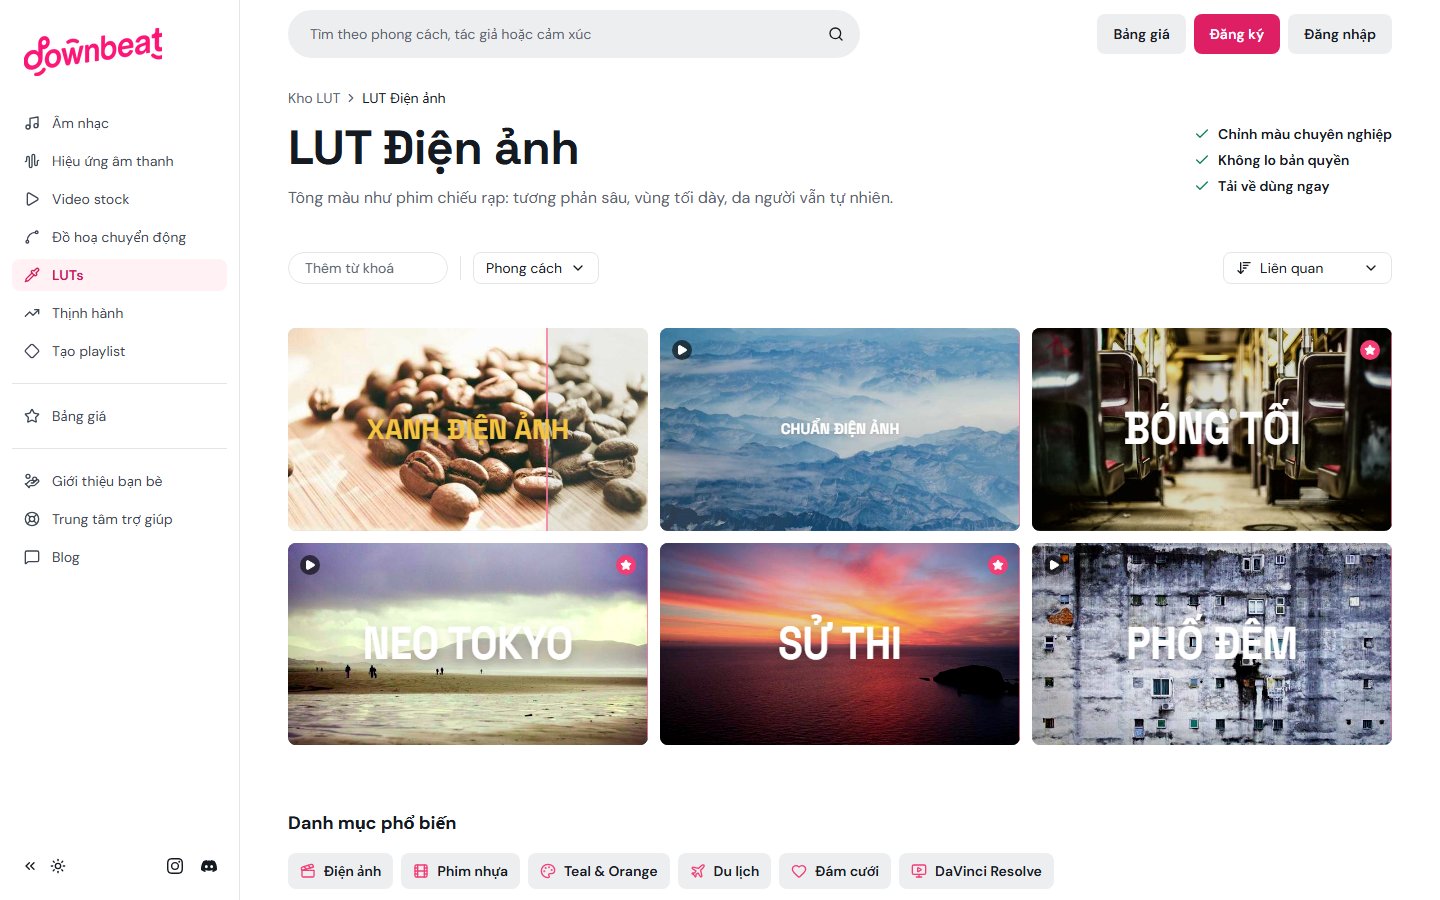 downbeat
Tìm theo phong cách, tác giả hoặc cảm xúc
Bảng giá
Đăng ký
Đăng nhập
Âm nhạc
Hiệu ứng âm thanh
Video stock
Đồ hoạ chuyển động
LUTs
Thịnh hành
Tạo playlist
Bảng giá
Giới thiệu bạn bè
Trung tâm trợ giúp
Blog
Kho LUT > LUT Điện ảnh
LUT Điện ảnh
Tông màu như phim chiếu rạp: tương phản sâu, vùng tối dày, da người vẫn tự nhiên.
Chỉnh màu chuyên nghiệp
Không lo bản quyền
Tải về dùng ngay
Thêm từ khoá
Phong cách
Liên quan
XANH ĐIỆN ẢNH
CHUẨN ĐIỆN ẢNH
BÓNG TỐI
NEO TOKYO
SỬ THI
PHỐ ĐÊM
Danh mục phổ biến
Điện ảnh
Phim nhựa
Teal & Orange
Du lịch
Đám cưới
DaVinci Resolve